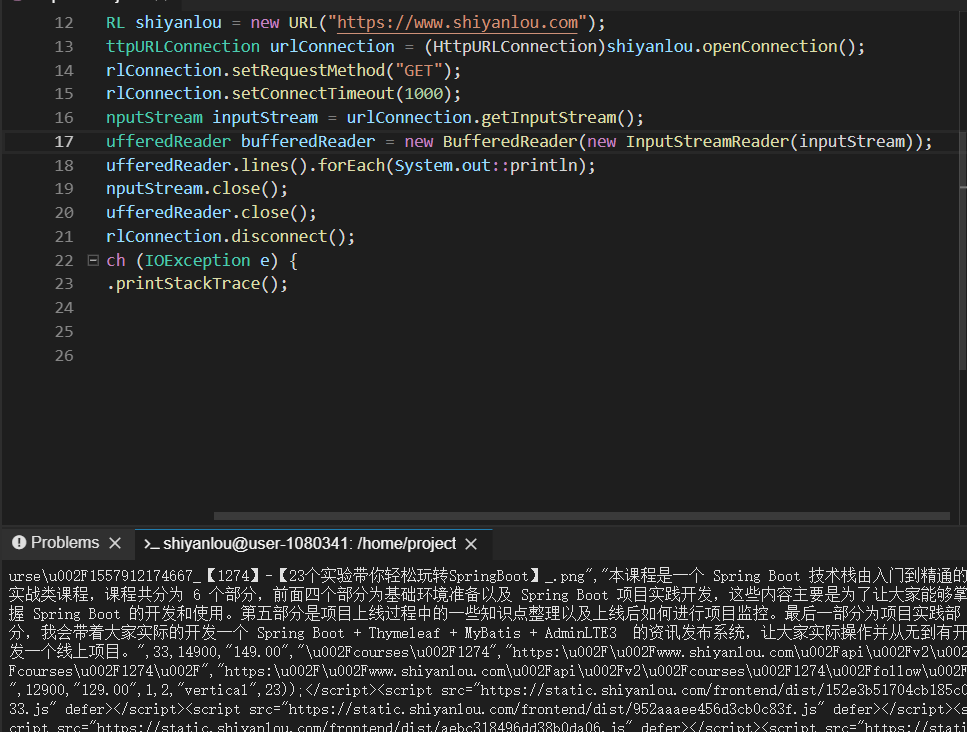 12 RL shiyanlou = new URL("https://www.shiyanlou.com");
13 ttpURLConnection urlConnection = (HttpURLConnection)shiyanlou.openConnection();
14 rlConnection.setRequestMethod("GET");
15 rlConnection.setConnectTimeout(1000);
16 nputStream inputStream = urlConnection.getInputStream();
17 ufferedReader bufferedReader = new BufferedReader(new InputStreamReader(inputStream));
18 ufferedReader.lines().forEach(System.out::println);
19 nputStream.close();
20 ufferedReader.close();
21 rlConnection.disconnect();
22 ch (IOException e) {
23 .printStackTrace();
24
25
26
Problems × >_ shiyanlou@user-1080341: /home/project ×
urse\u002F1557912174667_【1274】-【23个实验带你轻松玩转SpringBoot】_.png","本课程是一个 Spring Boot 技术栈由入门到精通的
实战类课程，课程共分为 6 个部分，前面四个部分为基础环境准备以及 Spring Boot 项目实践开发，这些内容主要是为了让大家能够掌
握 Spring Boot 的开发和使用。第五部分是项目上线过程中的一些知识点整理以及上线后如何进行项目监控。最后一部分为项目实践部
分，我会带着大家实际的开发一个 Spring Boot + Thymeleaf + MyBatis + AdminLTE3 的资讯发布系统，让大家实际操作并从无到有开
发一个线上项目。",33,14900,"149.00","\u002Fcourses\u002F1274","https:\u002F\u002Fwww.shiyanlou.com\u002Fapi\u002Fv2\u002
Fcourses\u002F1274\u002F","https:\u002F\u002Fwww.shiyanlou.com\u002Fapi\u002Fv2\u002Fcourses\u002F1274\u002Ffollow\u002F
",12900,"129.00",1,2,"vertical",23));</script><script src="https://static.shiyanlou.com/frontend/dist/152e3b51704cb185c0
33.js" defer></script><script src="https://static.shiyanlou.com/frontend/dist/952aaaee456d3cb0c83f.js" defer></script><s
cript src="https://static.shiyanlou.com/frontend/dist/aebc318496dd38b0da06.js" defer></script><script src="https://stat